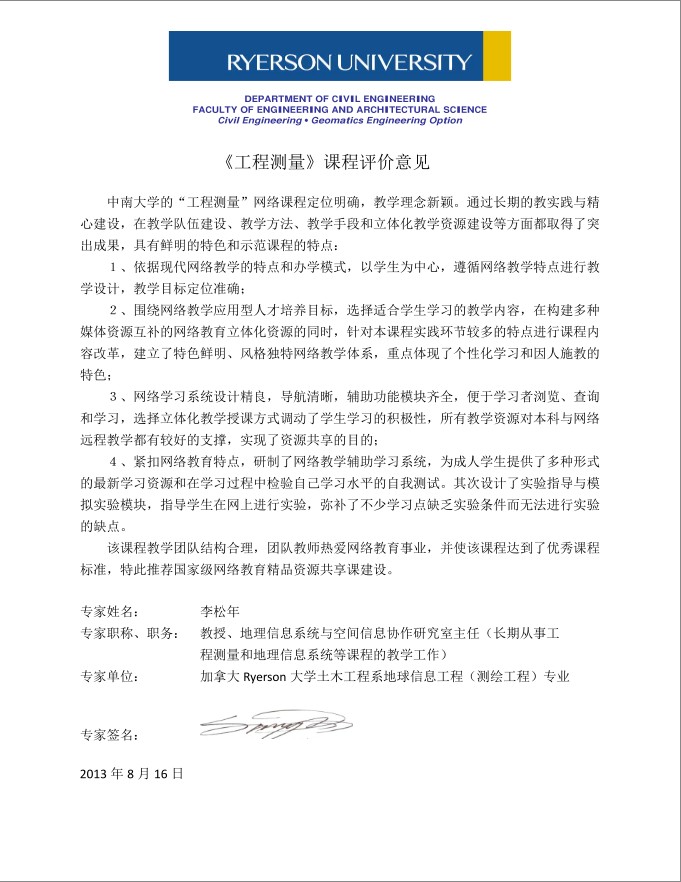 RYERSON UNIVERSITY
DEPARTMENT OF CIVIL ENGINEERING
FACULTY OF ENGINEERING AND ARCHITECTURAL SCIENCE
Civil Engineering • Geomatics Engineering Option
《工程测量》课程评价意见
中南大学的“工程测量”网络课程定位明确，教学理念新颖。通过长期的教实践与精
心建设，在教学队伍建设、教学方法、教学手段和立体化教学资源建设等方面都取得了突
出成果，具有鲜明的特色和示范课程的特点：
１、依据现代网络教学的特点和办学模式，以学生为中心，遵循网络教学特点进行教
学设计，教学目标定位准确；
２、围绕网络教学应用型人才培养目标，选择适合学生学习的教学内容，在构建多种
媒体资源互补的网络教育立体化资源的同时，针对本课程实践环节较多的特点进行课程内
容改革，建立了特色鲜明、风格独特网络教学体系，重点体现了个性化学习和因人施教的
特色；
３、网络学习系统设计精良，导航清晰，辅助功能模块齐全，便于学习者浏览、查询
和学习，选择立体化教学授课方式调动了学生学习的积极性，所有教学资源对本科与网络
远程教学都有较好的支撑，实现了资源共享的目的；
４、紧扣网络教育特点，研制了网络教学辅助学习系统，为成人学生提供了多种形式
的最新学习资源和在学习过程中检验自己学习水平的自我测试。其次设计了实验指导与模
拟实验模块，指导学生在网上进行实验，弥补了不少学习点缺乏实验条件而无法进行实验
的缺点。
该课程教学团队结构合理，团队教师热爱网络教育事业，并使该课程达到了优秀课程
标准，特此推荐国家级网络教育精品资源共享课建设。
专家姓名： 李松年
专家职称、职务： 教授、地理信息系统与空间信息协作研究室主任（长期从事工
程测量和地理信息系统等课程的教学工作）
专家单位： 加拿大 Ryerson 大学土木工程系地球信息工程（测绘工程）专业
专家签名：
2013 年 8 月 16 日